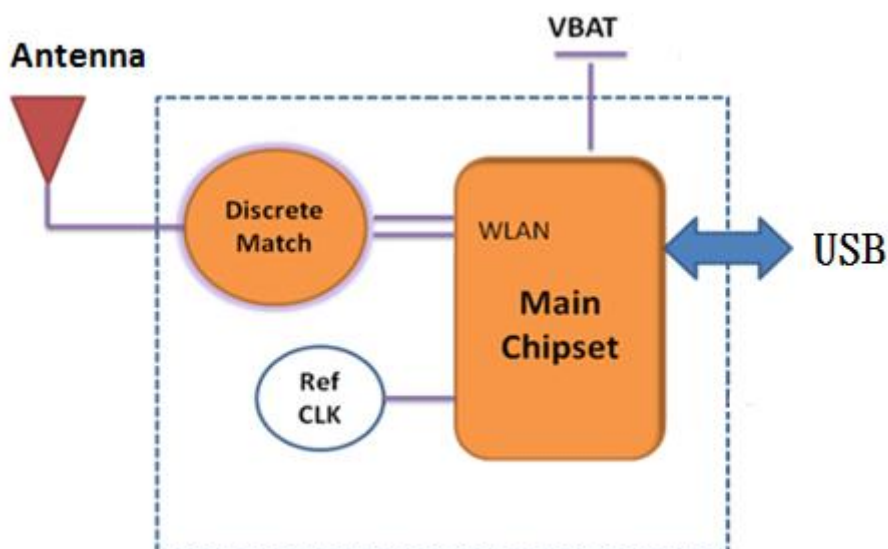 VBAT
Antenna
Discrete
Match
WLAN
USB
Main
Chipset
Ref
CLK